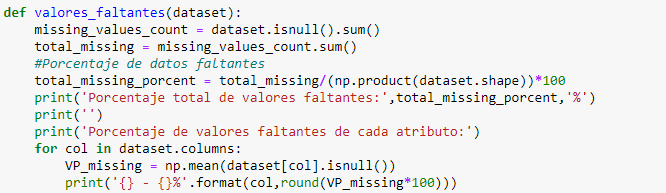 def valores_faltantes(dataset):
    missing_values_count = dataset.isnull().sum()
    total_missing = missing_values_count.sum()
    #Porcentaje de datos faltantes
    total_missing_porcent = total_missing/(np.product(dataset.shape))*100
    print('Porcentaje total de valores faltantes:',total_missing_porcent,'%')
    print('')
    print('Porcentaje de valores faltantes de cada atributo:')
    for col in dataset.columns:
        VP_missing = np.mean(dataset[col].isnull())
        print('{} - {}%'.format(col,round(VP_missing*100)))